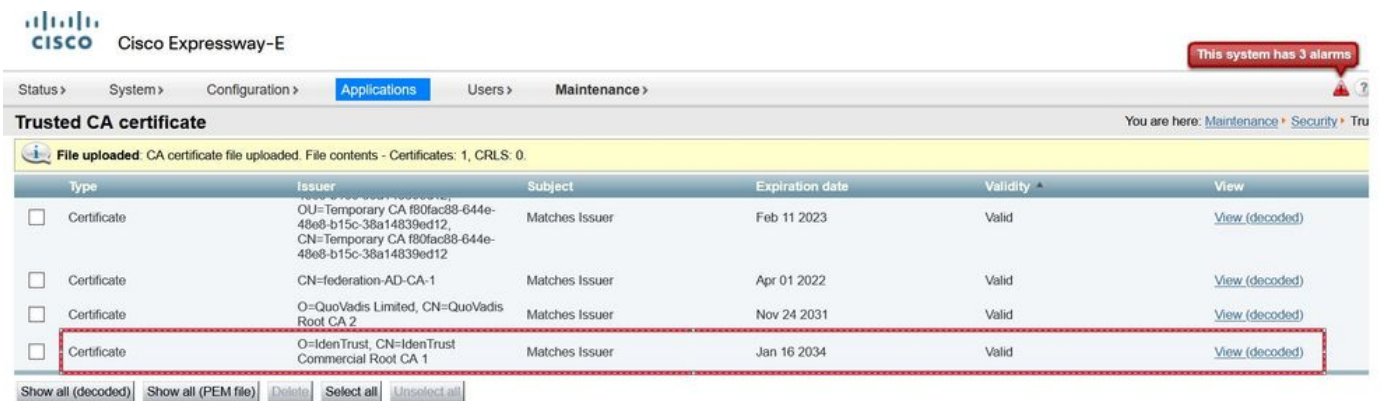 CISCO Cisco Expressway-E
This system has 3 alarms
Status > System > Configuration > Applications Users > Maintenance > ?
Trusted CA certificate You are here: Maintenance Security Tru
i File uploaded: CA certificate file uploaded. File contents - Certificates: 1, CRLS: 0.
Type Issuer Subject Expiration date Validity View
OU=Temporary CA f80fac88-644e-
Certificate 48e8-b15c-38a14839ed12, Matches Issuer Feb 11 2023 Valid View (decoded)
CN=Temporary CA f80fac88-644e-
48e8-b15c-38a14839ed12
Certificate CN=federation-AD-CA-1 Matches Issuer Apr 01 2022 Valid View (decoded)
Certificate O=QuoVadis Limited, CN=QuoVadis Matches Issuer Nov 24 2031 Valid View (decoded)
Root CA 2
Certificate O=IdenTrust, CN=IdenTrust Matches Issuer Jan 16 2034 Valid View (decoded)
Commercial Root CA 1
Show all (decoded) Show all (PEM file) Delete Select all Unselect all